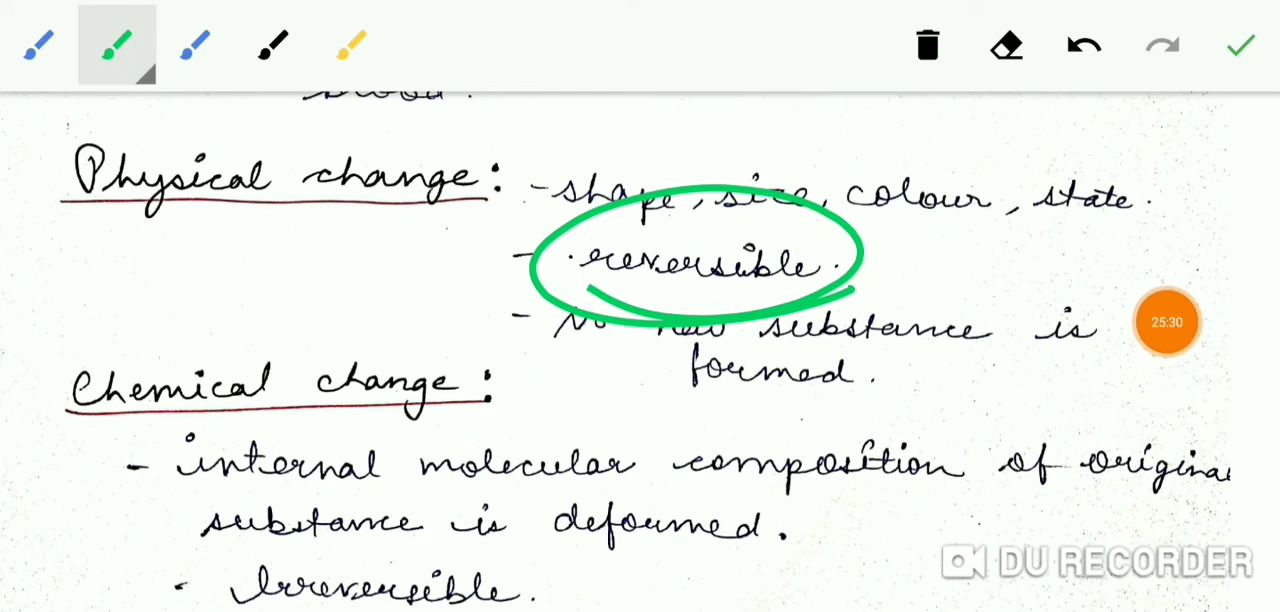 Physical change: - shape, size, colour, state.
- reversible.
- No new substance is
formed.
Chemical change:
- internal molecular composition of origina
substance is deformed.
- Irreversible.
25:30
DU RECORDER